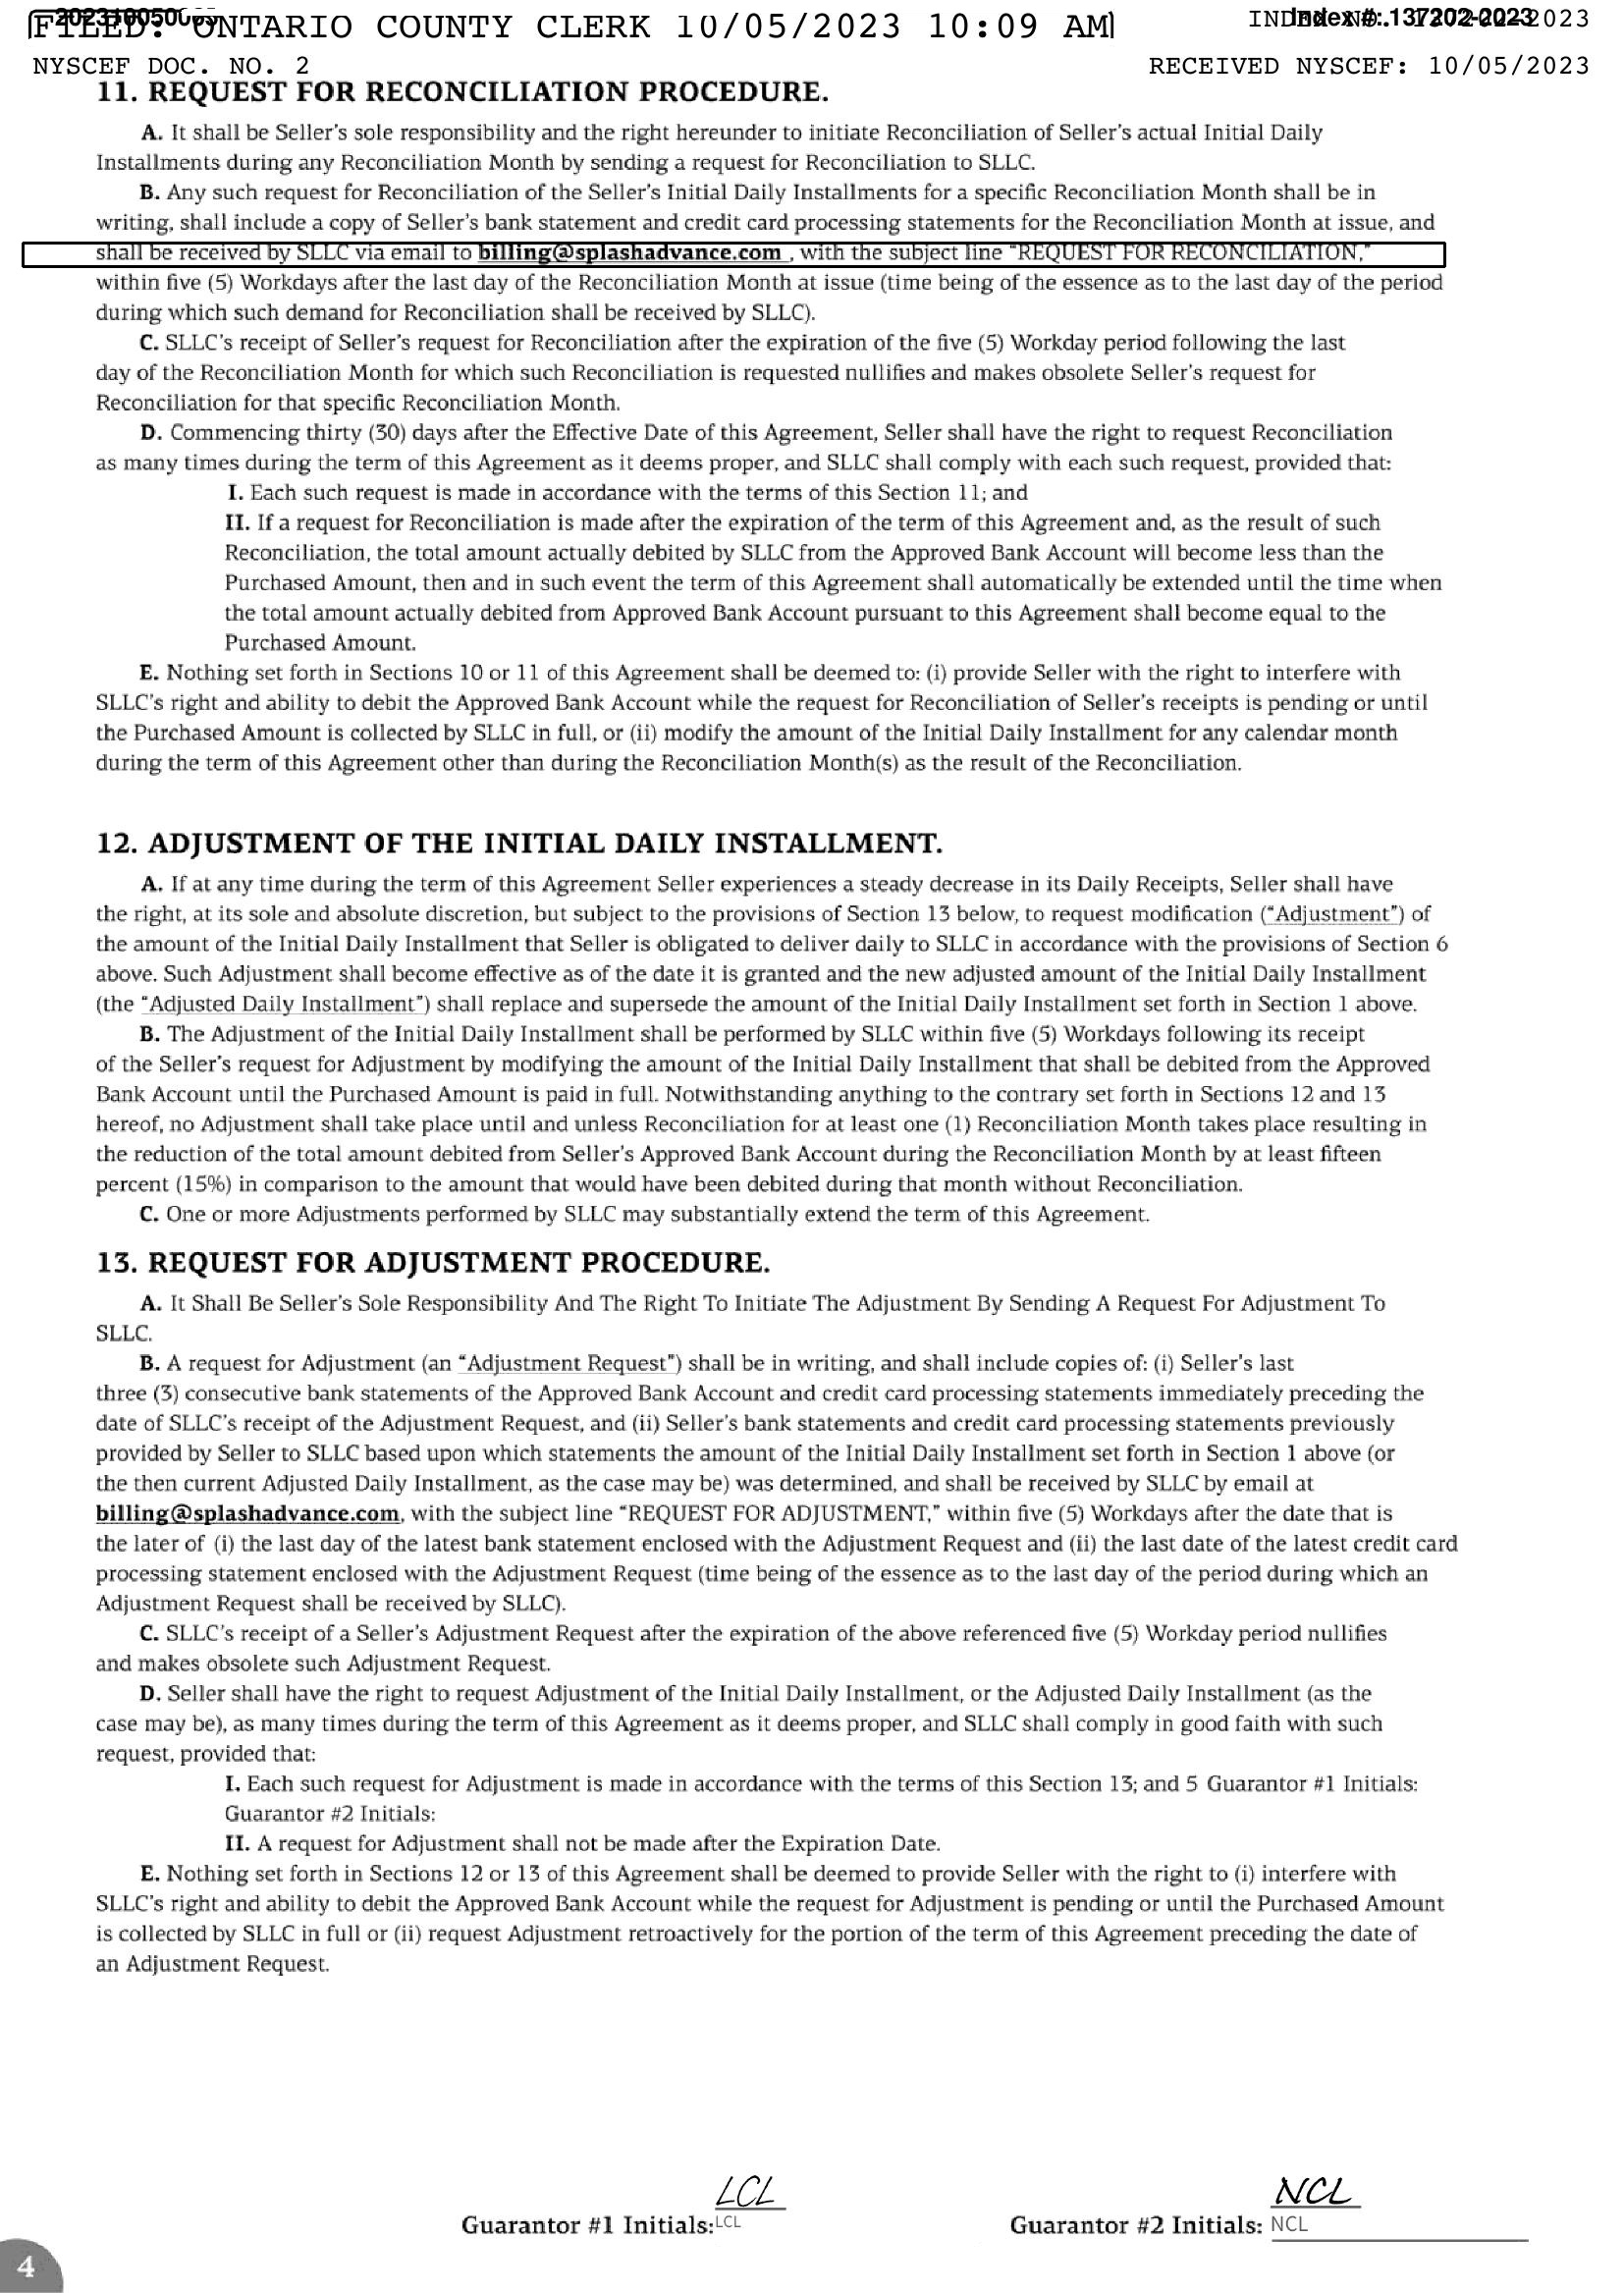 FILED: ONTARIO COUNTY CLERK 10/05/2023 10:09 AM
Index #: 137202-2023
NYSCEF DOC. NO. 2
RECEIVED NYSCEF: 10/05/2023
11. REQUEST FOR RECONCILIATION PROCEDURE.
A. It shall be Seller’s sole responsibility and the right hereunder to initiate Reconciliation of Seller’s actual Initial Daily
Installments during any Reconciliation Month by sending a request for Reconciliation to SLLC.
B. Any such request for Reconciliation of the Seller’s Initial Daily Installments for a specific Reconciliation Month shall be in
writing, shall include a copy of Seller’s bank statement and credit card processing statements for the Reconciliation Month at issue, and
shall be received by SLLC via email to billing@splashadvance.com , with the subject line “REQUEST FOR RECONCILIATION,”
within five (5) Workdays after the last day of the Reconciliation Month at issue (time being of the essence as to the last day of the period
during which such demand for Reconciliation shall be received by SLLC).
C. SLLC’s receipt of Seller’s request for Reconciliation after the expiration of the five (5) Workday period following the last
day of the Reconciliation Month for which such Reconciliation is requested nullifies and makes obsolete Seller’s request for
Reconciliation for that specific Reconciliation Month.
D. Commencing thirty (30) days after the Effective Date of this Agreement, Seller shall have the right to request Reconciliation
as many times during the term of this Agreement as it deems proper, and SLLC shall comply with each such request, provided that:
I. Each such request is made in accordance with the terms of this Section 11; and
II. If a request for Reconciliation is made after the expiration of the term of this Agreement and, as the result of such
Reconciliation, the total amount actually debited by SLLC from the Approved Bank Account will become less than the
Purchased Amount, then and in such event the term of this Agreement shall automatically be extended until the time when
the total amount actually debited from Approved Bank Account pursuant to this Agreement shall become equal to the
Purchased Amount.
E. Nothing set forth in Sections 10 or 11 of this Agreement shall be deemed to: (i) provide Seller with the right to interfere with
SLLC’s right and ability to debit the Approved Bank Account while the request for Reconciliation of Seller’s receipts is pending or until
the Purchased Amount is collected by SLLC in full, or (ii) modify the amount of the Initial Daily Installment for any calendar month
during the term of this Agreement other than during the Reconciliation Month(s) as the result of the Reconciliation.
12. ADJUSTMENT OF THE INITIAL DAILY INSTALLMENT.
A. If at any time during the term of this Agreement Seller experiences a steady decrease in its Daily Receipts, Seller shall have
the right, at its sole and absolute discretion, but subject to the provisions of Section 13 below, to request modification (“Adjustment”) of
the amount of the Initial Daily Installment that Seller is obligated to deliver daily to SLLC in accordance with the provisions of Section 6
above. Such Adjustment shall become effective as of the date it is granted and the new adjusted amount of the Initial Daily Installment
(the “Adjusted Daily Installment”) shall replace and supersede the amount of the Initial Daily Installment set forth in Section 1 above.
B. The Adjustment of the Initial Daily Installment shall be performed by SLLC within five (5) Workdays following its receipt
of the Seller’s request for Adjustment by modifying the amount of the Initial Daily Installment that shall be debited from the Approved
Bank Account until the Purchased Amount is paid in full. Notwithstanding anything to the contrary set forth in Sections 12 and 13
hereof, no Adjustment shall take place until and unless Reconciliation for at least one (1) Reconciliation Month takes place resulting in
the reduction of the total amount debited from Seller’s Approved Bank Account during the Reconciliation Month by at least fifteen
percent (15%) in comparison to the amount that would have been debited during that month without Reconciliation.
C. One or more Adjustments performed by SLLC may substantially extend the term of this Agreement.
13. REQUEST FOR ADJUSTMENT PROCEDURE.
A. It Shall Be Seller’s Sole Responsibility And The Right To Initiate The Adjustment By Sending A Request For Adjustment To
SLLC.
B. A request for Adjustment (an “Adjustment Request”) shall be in writing, and shall include copies of: (i) Seller’s last
three (3) consecutive bank statements of the Approved Bank Account and credit card processing statements immediately preceding the
date of SLLC’s receipt of the Adjustment Request, and (ii) Seller’s bank statements and credit card processing statements previously
provided by Seller to SLLC based upon which statements the amount of the Initial Daily Installment set forth in Section 1 above (or
the then current Adjusted Daily Installment, as the case may be) was determined, and shall be received by SLLC by email at
billing@splashadvance.com, with the subject line “REQUEST FOR ADJUSTMENT,” within five (5) Workdays after the date that is
the later of (i) the last day of the latest bank statement enclosed with the Adjustment Request and (ii) the last date of the latest credit card
processing statement enclosed with the Adjustment Request (time being of the essence as to the last day of the period during which an
Adjustment Request shall be received by SLLC).
C. SLLC’s receipt of a Seller’s Adjustment Request after the expiration of the above referenced five (5) Workday period nullifies
and makes obsolete such Adjustment Request.
D. Seller shall have the right to request Adjustment of the Initial Daily Installment, or the Adjusted Daily Installment (as the
case may be), as many times during the term of this Agreement as it deems proper, and SLLC shall comply in good faith with such
request, provided that:
I. Each such request for Adjustment is made in accordance with the terms of this Section 13; and 5 Guarantor #1 Initials:
Guarantor #2 Initials:
II. A request for Adjustment shall not be made after the Expiration Date.
E. Nothing set forth in Sections 12 or 13 of this Agreement shall be deemed to provide Seller with the right to (i) interfere with
SLLC’s right and ability to debit the Approved Bank Account while the request for Adjustment is pending or until the Purchased Amount
is collected by SLLC in full or (ii) request Adjustment retroactively for the portion of the term of this Agreement preceding the date of
an Adjustment Request.
LCL
NCL
Guarantor #1 Initials: LCL
Guarantor #2 Initials: NCL
4